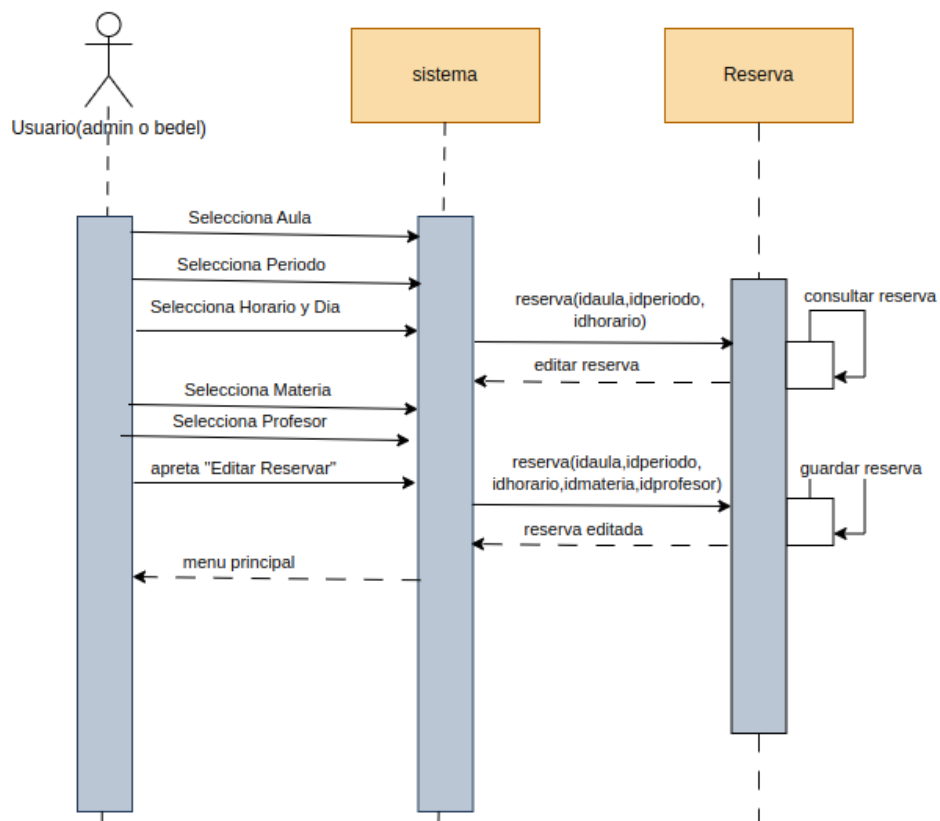 sistema
Reserva
Usuario(admin o bedel)
Selecciona Aula
Selecciona Periodo
Selecciona Horario y Dia
reserva(idaula,idperiodo,
idhorario)
consultar reserva
editar reserva
Selecciona Materia
Selecciona Profesor
apreta "Editar Reservar"
reserva(idaula,idperiodo,
idhorario,idmateria,idprofesor)
guardar reserva
reserva editada
menu principal